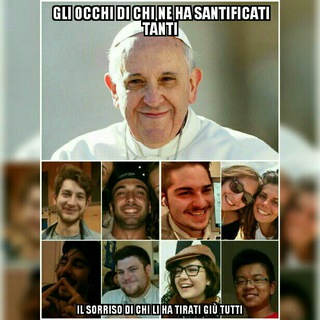 GLI OCCHI DI CHI NE HA SANTIFICATI
TANTI
IL SORRISO DI CHI LI HA TIRATI GIÙ TUTTI